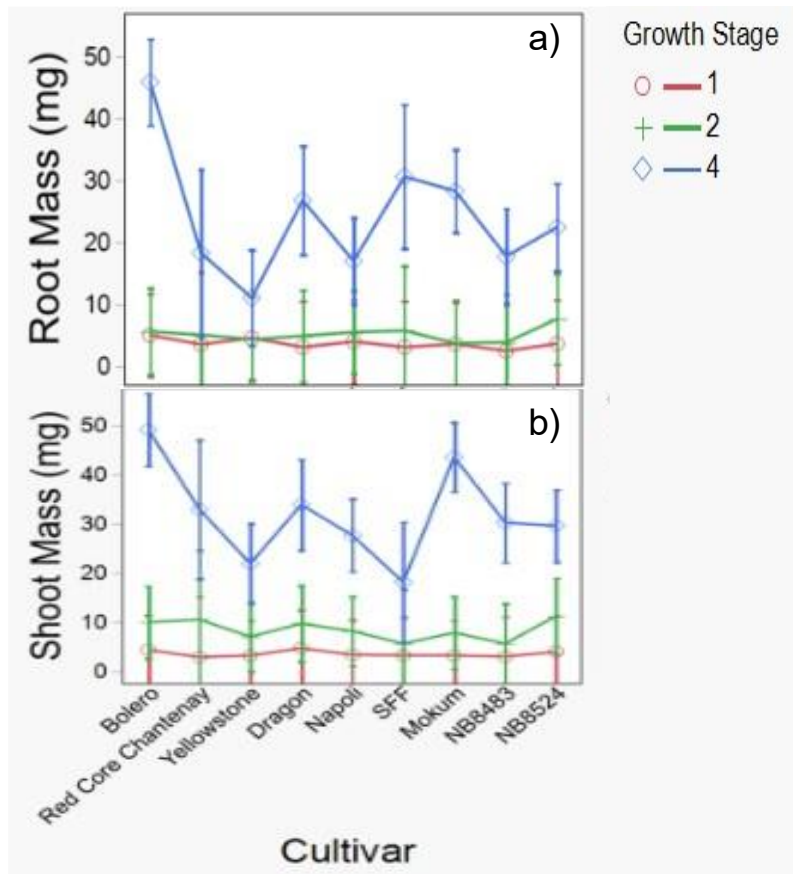 a)
Growth Stage
1
2
4
Root Mass (mg)
50
40
30
20
10
0
b)
Shoot Mass (mg)
50
40
30
20
10
0
Bolero
Red Core Chantenay
Yellowstone
Dragon
Napoli
SFF
Mokum
NB8483
NB8524
Cultivar